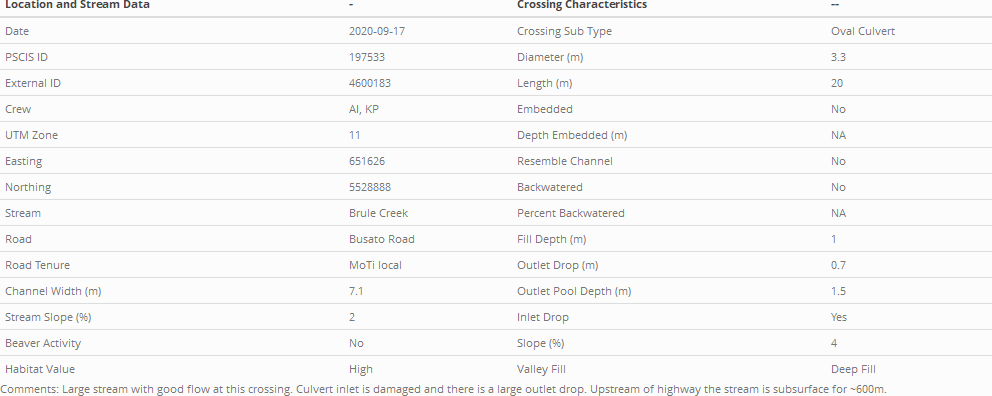 Location and Stream Data - Crossing Characteristics --
Date 2020-09-17 Crossing Sub Type Oval Culvert
PSCIS ID 197533 Diameter (m) 3.3
External ID 4600183 Length (m) 20
Crew AI, KP Embedded No
UTM Zone 11 Depth Embedded (m) NA
Easting 651626 Resemble Channel No
Northing 5528888 Backwatered No
Stream Brule Creek Percent Backwatered NA
Road Busato Road Fill Depth (m) 1
Road Tenure MoTi local Outlet Drop (m) 0.7
Channel Width (m) 7.1 Outlet Pool Depth (m) 1.5
Stream Slope (%) 2 Inlet Drop Yes
Beaver Activity No Slope (%) 4
Habitat Value High Valley Fill Deep Fill
Comments: Large stream with good flow at this crossing. Culvert inlet is damaged and there is a large outlet drop. Upstream of highway the stream is subsurface for ~600m.